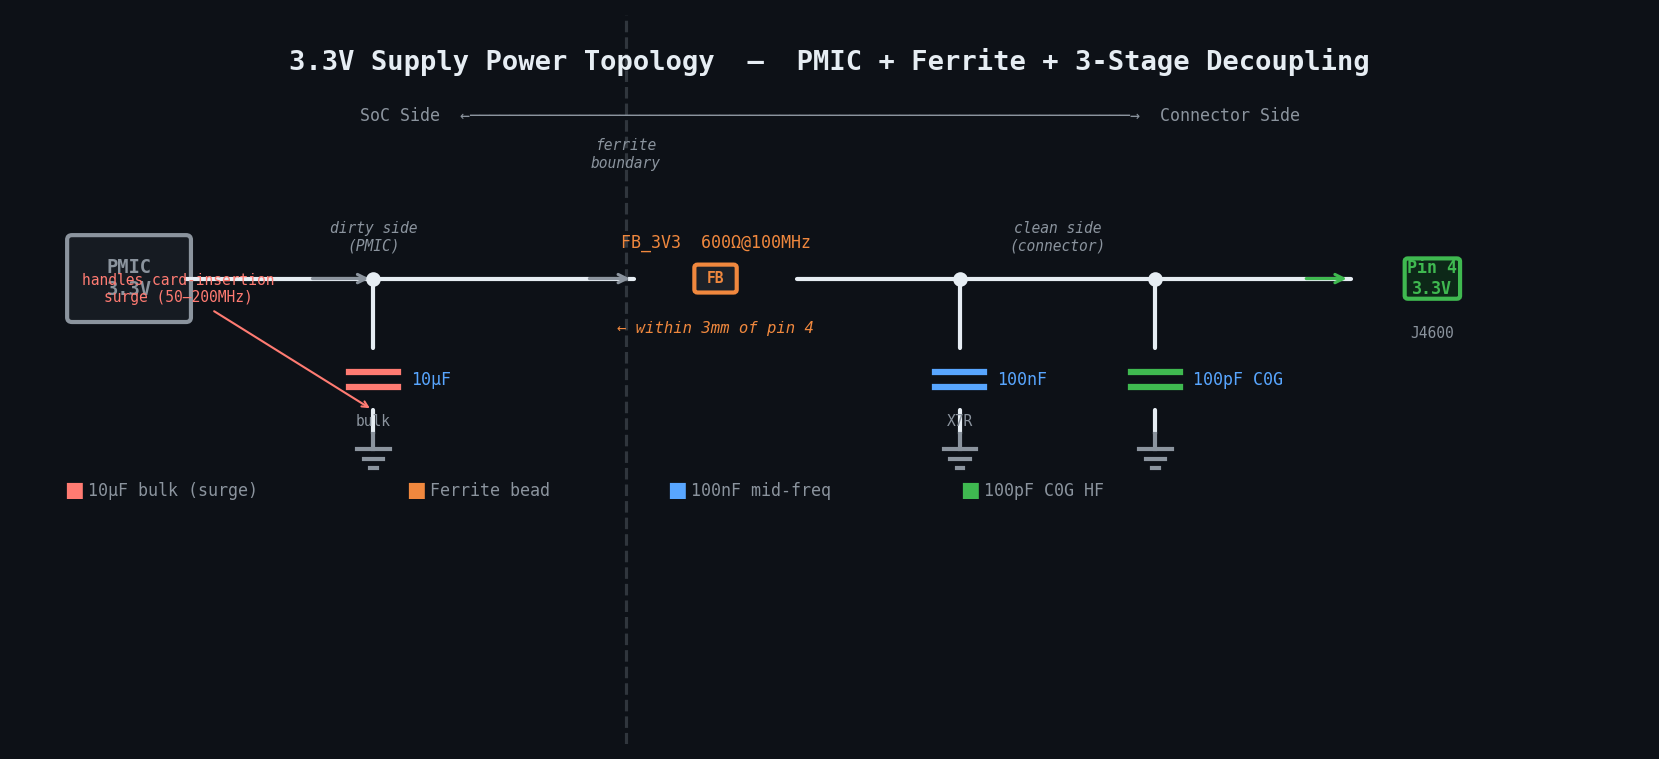 3.3V Supply Power Topology — PMIC + Ferrite + 3-Stage Decoupling
SoC Side ←――――→ Connector Side
ferrite
boundary
dirty side
(PMIC)
FB_3V3 600Ω@100MHz
clean side
(connector)
PMIC
3.3V
handles card insertion
surge (50–200MHz)
FB
Pin 4
3.3V
← within 3mm of pin 4
J4600
10μF
100nF
100pF C0G
bulk
X7R
10μF bulk (surge)
Ferrite bead
100nF mid-freq
100pF C0G HF